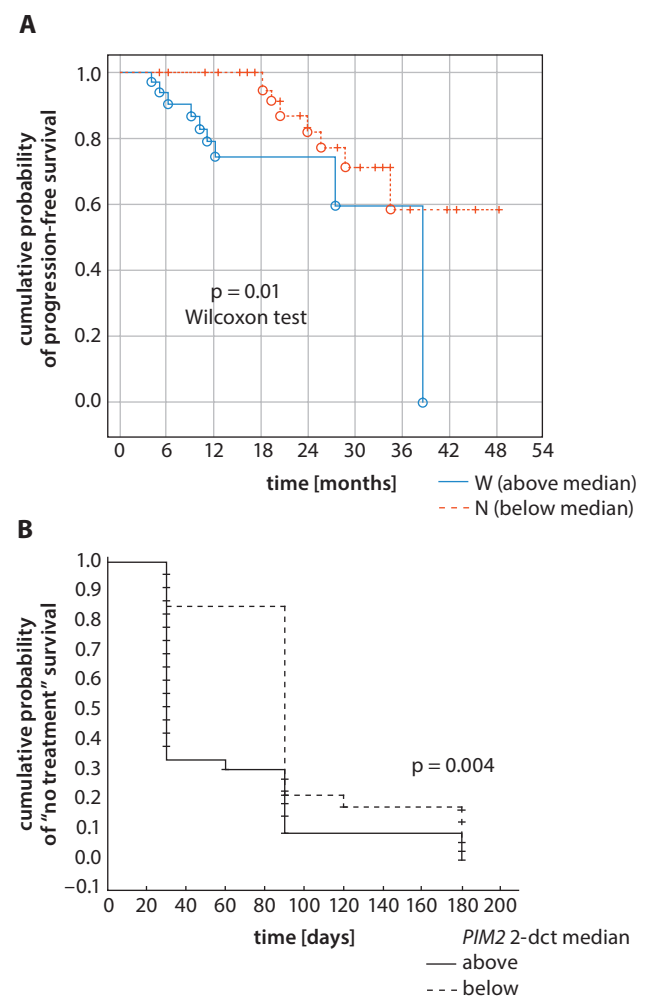 A
cumulative probability
of progression-free survival
1.0
0.8
0.6
0.4
0.2
0.0
p = 0.01
Wilcoxon test
0 6 12 18 24 30 36 42 48 54
time [months]
W (above median)
N (below median)
B
cumulative probability
of "no treatment" survival
1.0
0.9
0.8
0.7
0.6
0.5
0.4
0.3
0.2
0.1
0.0
–0.1
p = 0.004
0 20 40 60 80 100 120 140 160 180 200
time [days]
PIM2 2-dct median
above
below